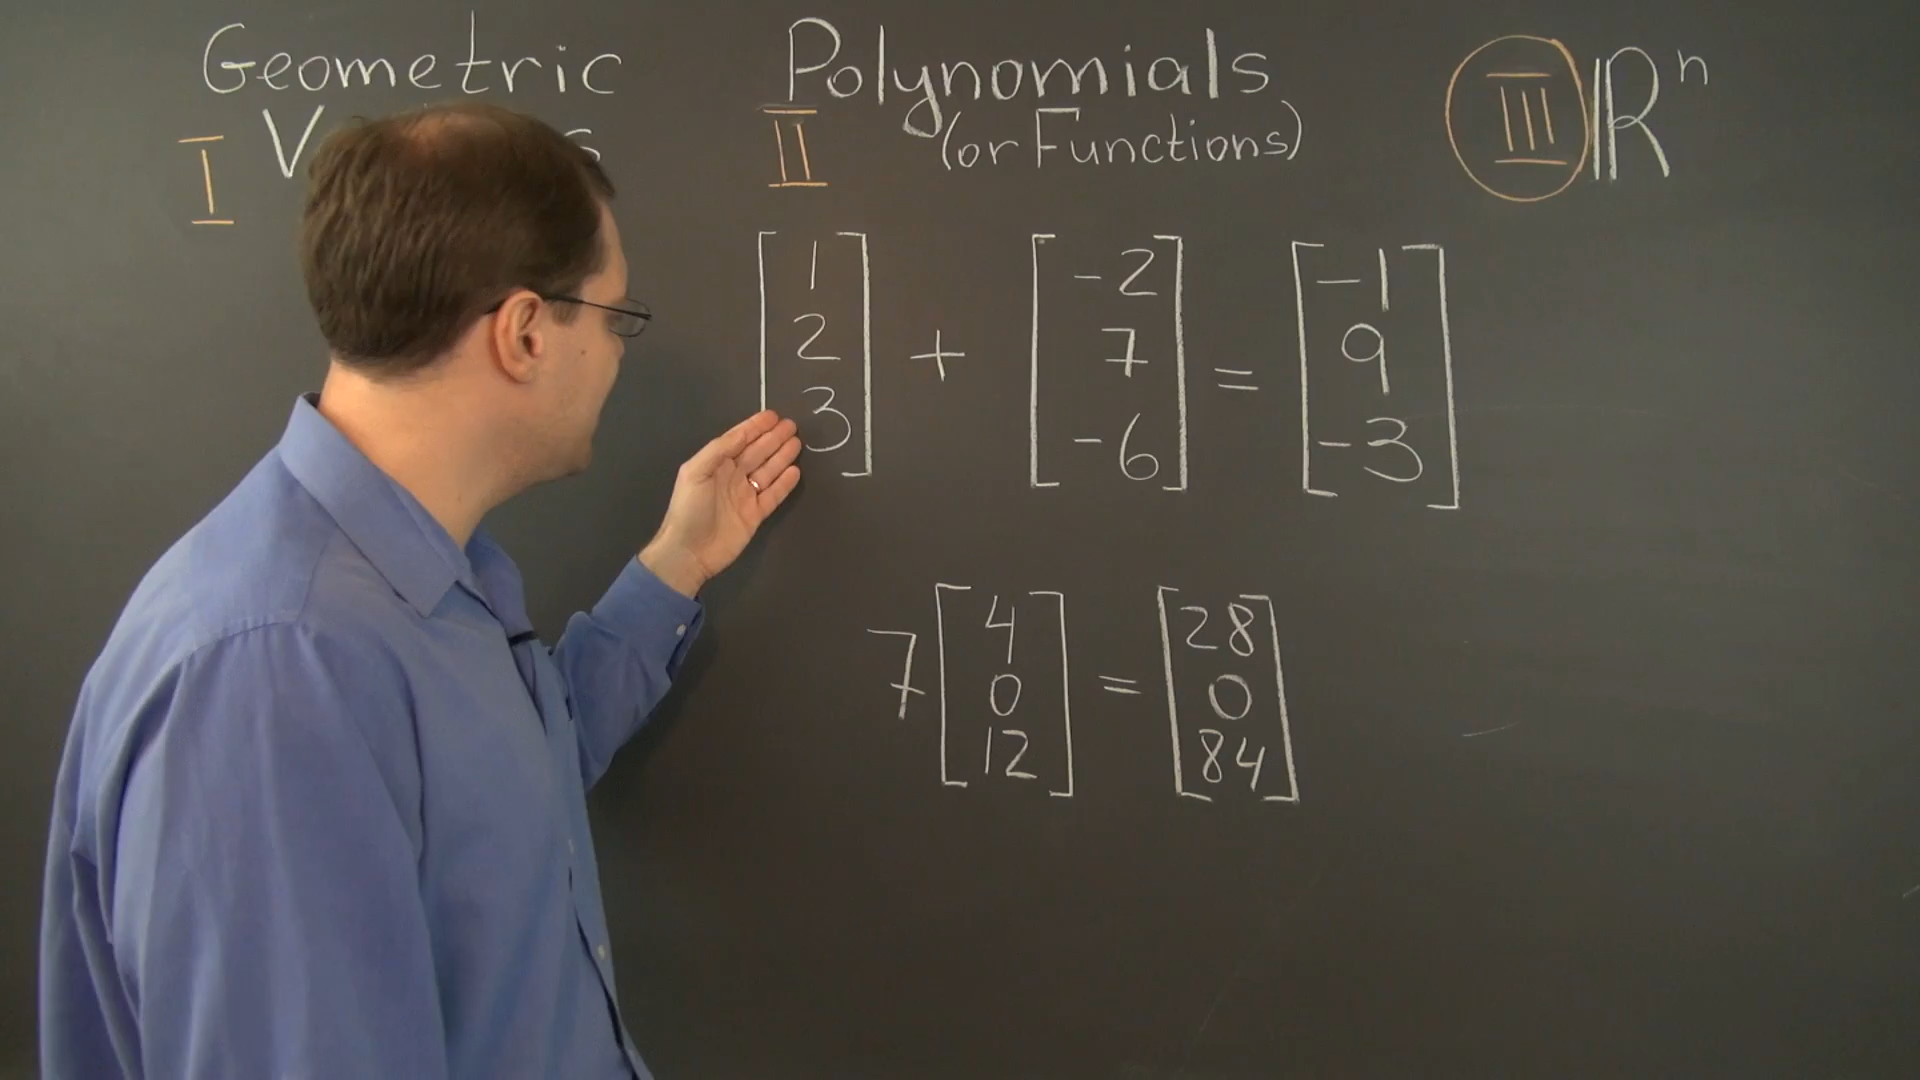 Geometric
I
Polynomials
II (or Functions)
III ℝⁿ
[1 2 3] + [-2 7 -6] = [-1 9 -3]
7 [4 0 12] = [28 0 84]